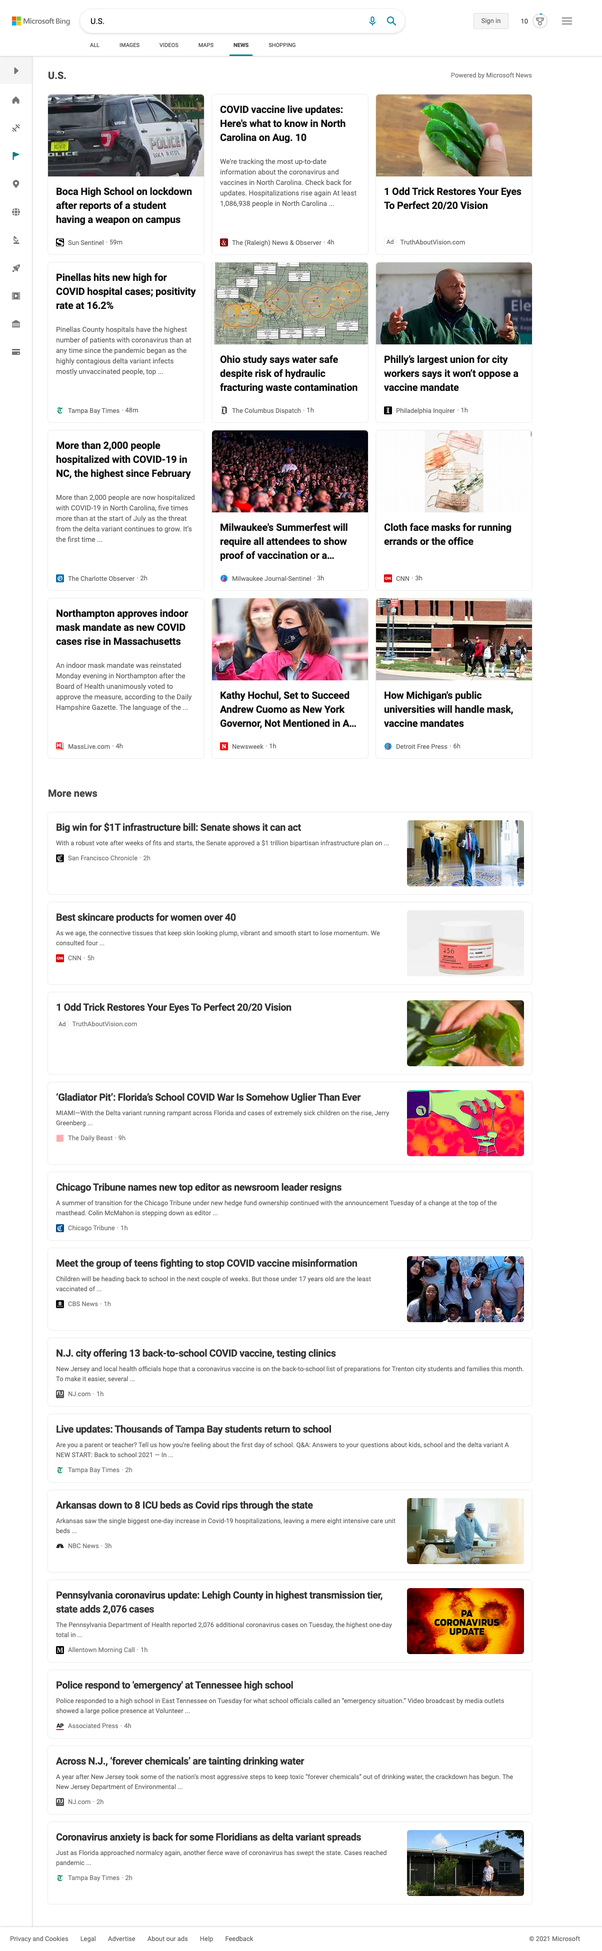 Microsoft Bing
U.S.
Sign in
10
ALL
IMAGES
VIDEOS
MAPS
NEWS
SHOPPING
U.S.
Powered by Microsoft News
POLICE
OLICE
Boca High School on lockdown
after reports of a student
having a weapon on campus
Sun Sentinel · 59m
COVID vaccine live updates:
Here's what to know in North
Carolina on Aug. 10
We're tracking the most up-to-date
information about the coronavirus and
vaccines in North Carolina. Check back for
updates. Hospitalizations rise again At least
1,086,938 people in North Carolina ...
The (Raleigh) News & Observer · 4h
1 Odd Trick Restores Your Eyes
To Perfect 20/20 Vision
Ad TruthAboutVision.com
Pinellas hits new high for
COVID hospital cases; positivity
rate at 16.2%
Pinellas County hospitals have the highest
number of patients with coronavirus than at
any time since the pandemic began as the
highly contagious delta variant infects
mostly unvaccinated people, top ...
Tampa Bay Times · 48m
Ohio study says water safe
despite risk of hydraulic
fracturing waste contamination
The Columbus Dispatch · 1h
Ele
Philly's largest union for city
workers says it won't oppose a
vaccine mandate
Philadelphia Inquirer · 1h
More than 2,000 people
hospitalized with COVID-19 in
NC, the highest since February
More than 2,000 people are now hospitalized
with COVID-19 in North Carolina, five times
more than at the start of July as the threat
from the delta variant continues to grow. It's
the first time ...
The Charlotte Observer · 2h
Milwaukee's Summerfest will
require all attendees to show
proof of vaccination or a...
Milwaukee Journal-Sentinel · 3h
Cloth face masks for running
errands or the office
CNN · 3h
Northampton approves indoor
mask mandate as new COVID
cases rise in Massachusetts
An indoor mask mandate was reinstated
Monday evening in Northampton after the
Board of Health unanimously voted to
approve the measure, according to the Daily
Hampshire Gazette. The language of the ...
MassLive.com · 4h
Kathy Hochul, Set to Succeed
Andrew Cuomo as New York
Governor, Not Mentioned in A...
Newsweek · 1h
How Michigan's public
universities will handle mask,
vaccine mandates
Detroit Free Press · 6h
More news
Big win for $1T infrastructure bill: Senate shows it can act
With a robust vote after weeks of fits and starts, the Senate approved a $1 trillion bipartisan infrastructure plan on ...
San Francisco Chronicle · 2h
Best skincare products for women over 40
As we age, the connective tissues that keep skin looking plump, vibrant and smooth start to lose momentum. We
consulted four ...
CNN · 5h
1 Odd Trick Restores Your Eyes To Perfect 20/20 Vision
Ad TruthAboutVision.com
'Gladiator Pit': Florida's School COVID War Is Somehow Uglier Than Ever
MIAMI—With the Delta variant running rampant across Florida and cases of extremely sick children on the rise, Jerry
Greenberg ...
The Daily Beast · 9h
Chicago Tribune names new top editor as newsroom leader resigns
A summer of transition for the Chicago Tribune under new hedge fund ownership continued with the announcement Tuesday of a change at the top of the
masthead. Colin McMahon is stepping down as editor ...
Chicago Tribune · 1h
Meet the group of teens fighting to stop COVID vaccine misinformation
Children will be heading back to school in the next couple of weeks. But those under 17 years old are the least
vaccinated of ...
CBS News · 1h
N.J. city offering 13 back-to-school COVID vaccine, testing clinics
New Jersey and local health officials hope that a coronavirus vaccine is on the back-to-school list of preparations for Trenton city students and families this month.
To make it easier, several ...
NJ.com · 1h
Live updates: Thousands of Tampa Bay students return to school
Are you a parent or teacher? Tell us how you're feeling about the first day of school. Q&A: Answers to your questions about kids, school and the delta variant A
NEW START: Back to school 2021 — In ...
Tampa Bay Times · 2h
Arkansas down to 8 ICU beds as Covid rips through the state
Arkansas saw the single biggest one-day increase in Covid-19 hospitalizations, leaving a mere eight intensive care unit
beds ...
NBC News · 3h
Pennsylvania coronavirus update: Lehigh County in highest transmission tier,
state adds 2,076 cases
The Pennsylvania Department of Health reported 2,076 additional coronavirus cases on Tuesday, the highest one-day
total in ...
Allentown Morning Call · 1h
PA
CORONAVIRUS
UPDATE
Police respond to 'emergency' at Tennessee high school
Police responded to a high school in East Tennessee on Tuesday for what school officials called an "emergency situation." Video broadcast by media outlets
showed a large police presence at Volunteer ...
AP Associated Press · 4h
Across N.J., 'forever chemicals' are tainting drinking water
A year after New Jersey took some of the nation's most aggressive steps to keep toxic "forever chemicals" out of drinking water, the crackdown has begun. The
New Jersey Department of Environmental ...
NJ.com · 2h
Coronavirus anxiety is back for some Floridians as delta variant spreads
Just as Florida approached normalcy again, another fierce wave of coronavirus has swept the state. Cases reached
pandemic ...
Tampa Bay Times · 2h
Privacy and Cookies
Legal
Advertise
About our ads
Help
Feedback
© 2021 Microsoft